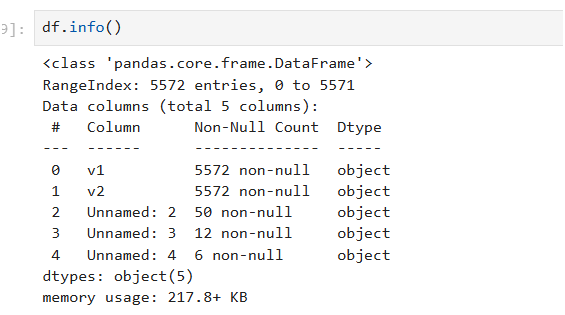 9]: df.info()
<class 'pandas.core.frame.DataFrame'>
RangeIndex: 5572 entries, 0 to 5571
Data columns (total 5 columns):
 #   Column      Non-Null Count  Dtype
---  ------      --------------  -----
 0   v1          5572 non-null   object
 1   v2          5572 non-null   object
 2   Unnamed: 2  50 non-null     object
 3   Unnamed: 3  12 non-null     object
 4   Unnamed: 4  6 non-null      object
dtypes: object(5)
memory usage: 217.8+ KB